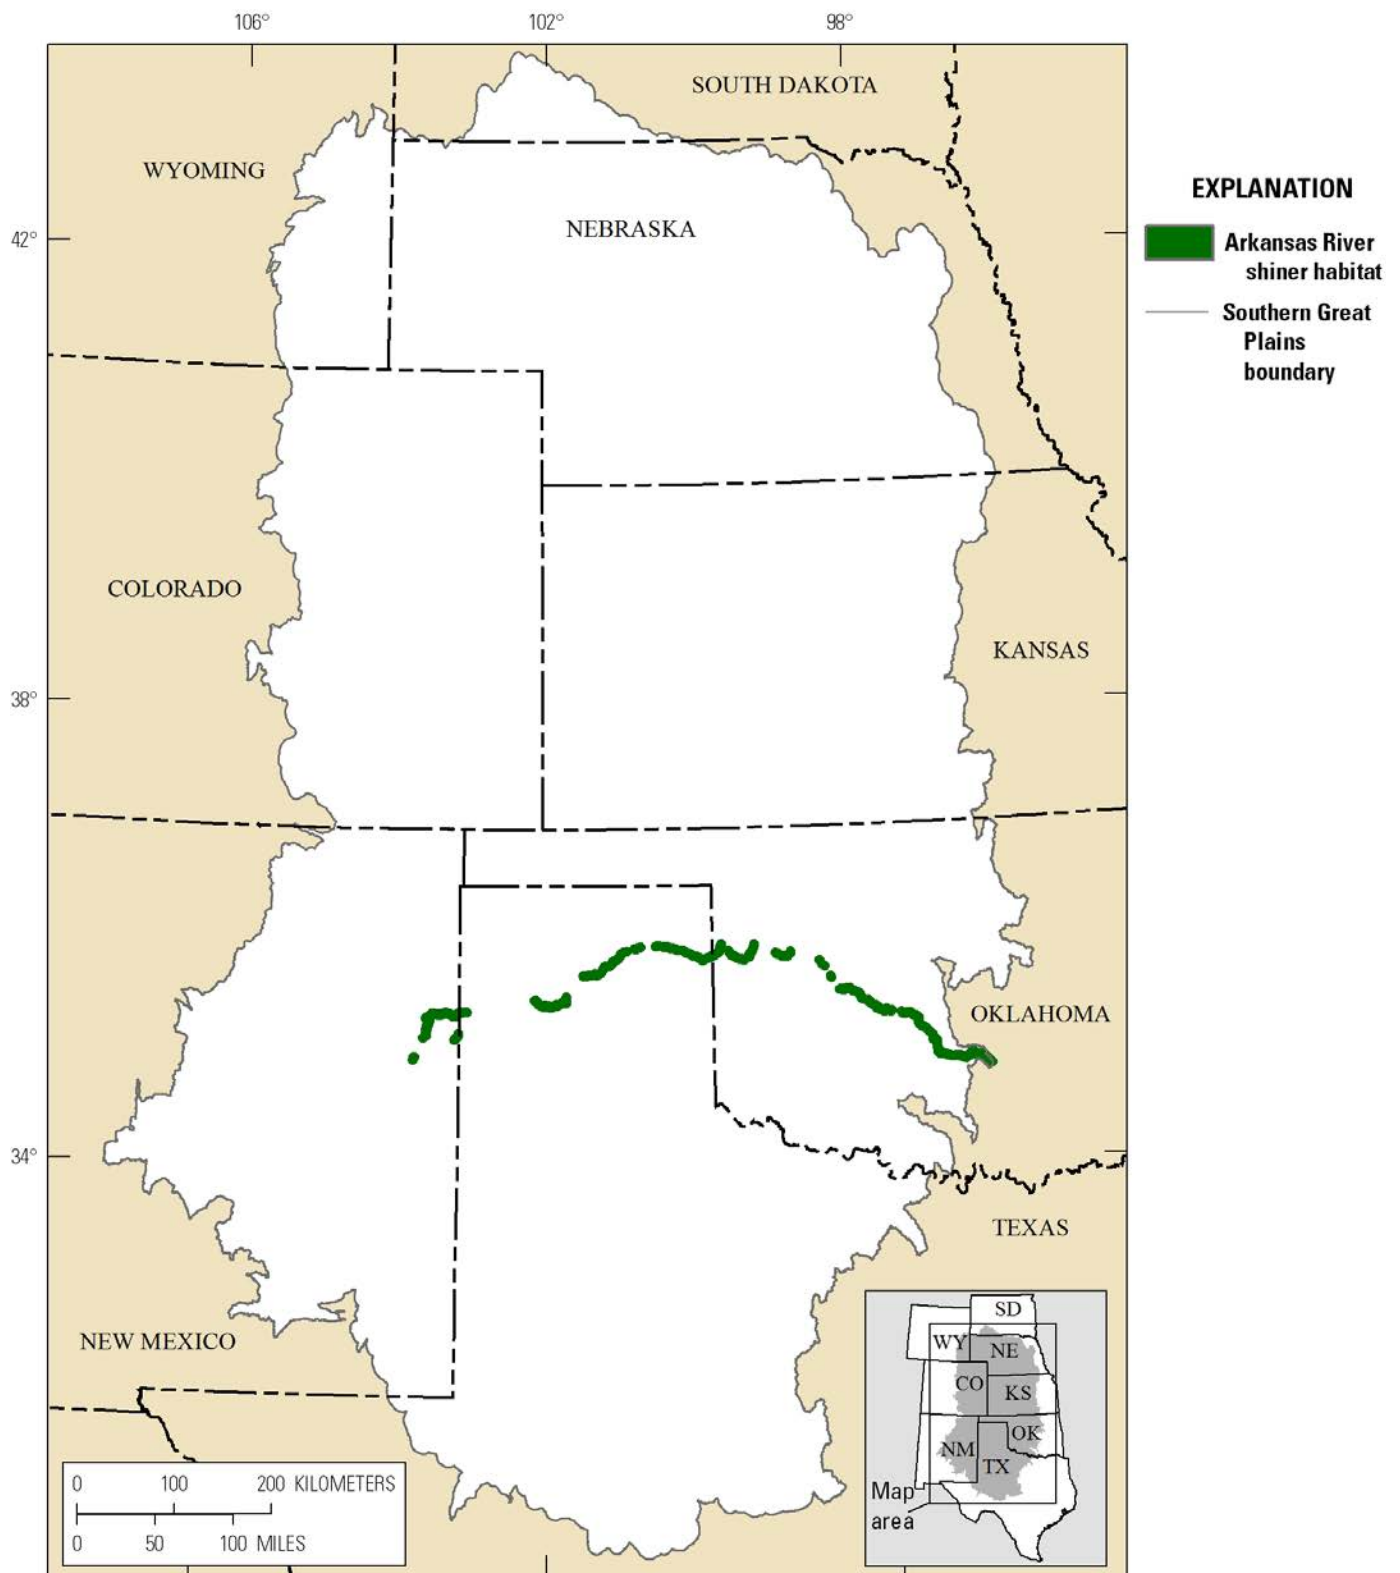 106°
102°
98°
SOUTH DAKOTA
WYOMING
EXPLANATION
NEBRASKA
42°
Arkansas River
shiner habitat
Southern Great
Plains
boundary
COLORADO
KANSAS
38°
OKLAHOMA
34°
TEXAS
NEW MEXICO
SD
WY
NE
CO
KS
OK
NM
TX
Map
area
0 100 200 KILOMETERS
0 50 100 MILES